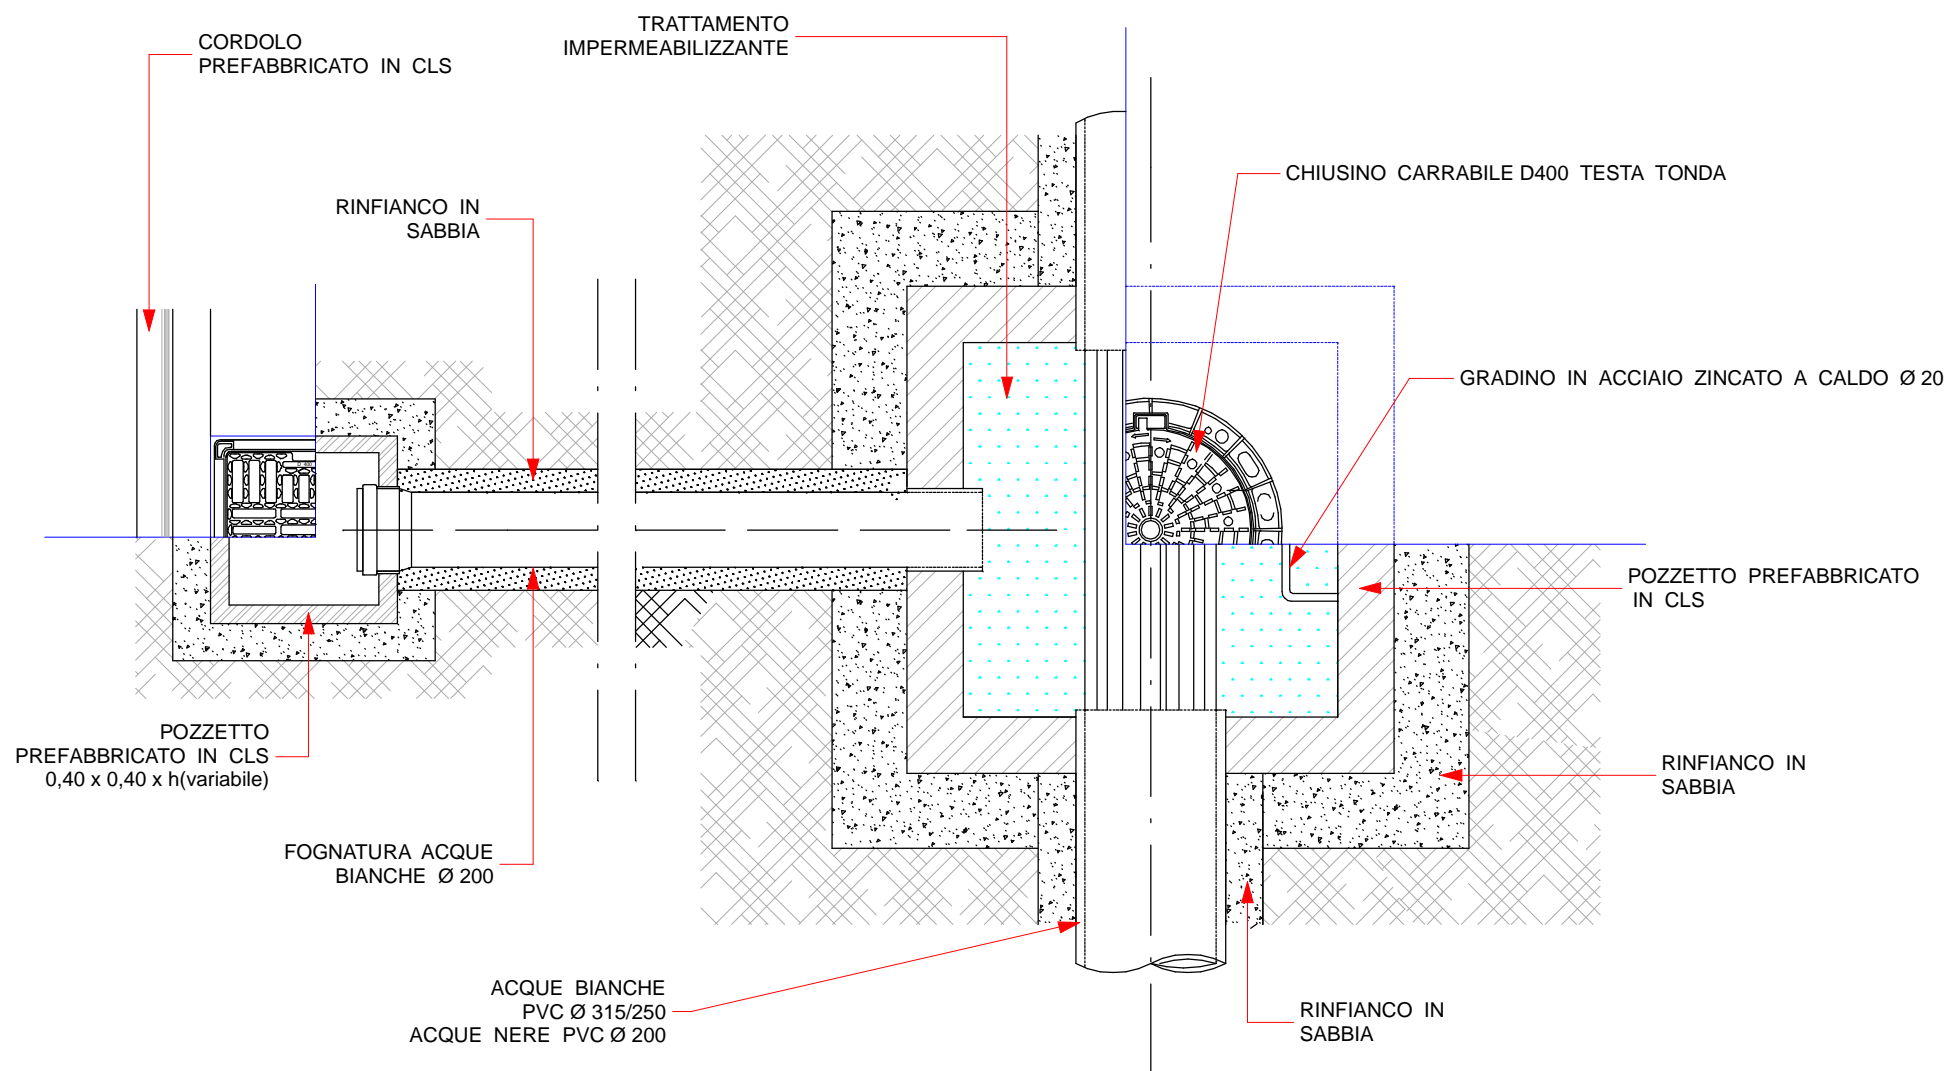 CORDOLO
PREFABBRICATO IN CLS
TRATTAMENTO
IMPERMEABILIZZANTE
CHIUSINO CARRABILE D400 TESTA TONDA
RINFIANCO IN
SABBIA
GRADINO IN ACCIAIO ZINCATO A CALDO Ø 20
POZZETTO PREFABBRICATO
IN CLS
POZZETTO
PREFABBRICATO IN CLS
0,40 x 0,40 x h(variabile)
RINFIANCO IN
SABBIA
FOGNATURA ACQUE
BIANCHE Ø 200
ACQUE BIANCHE
PVC Ø 315/250
ACQUE NERE PVC Ø 200
RINFIANCO IN
SABBIA